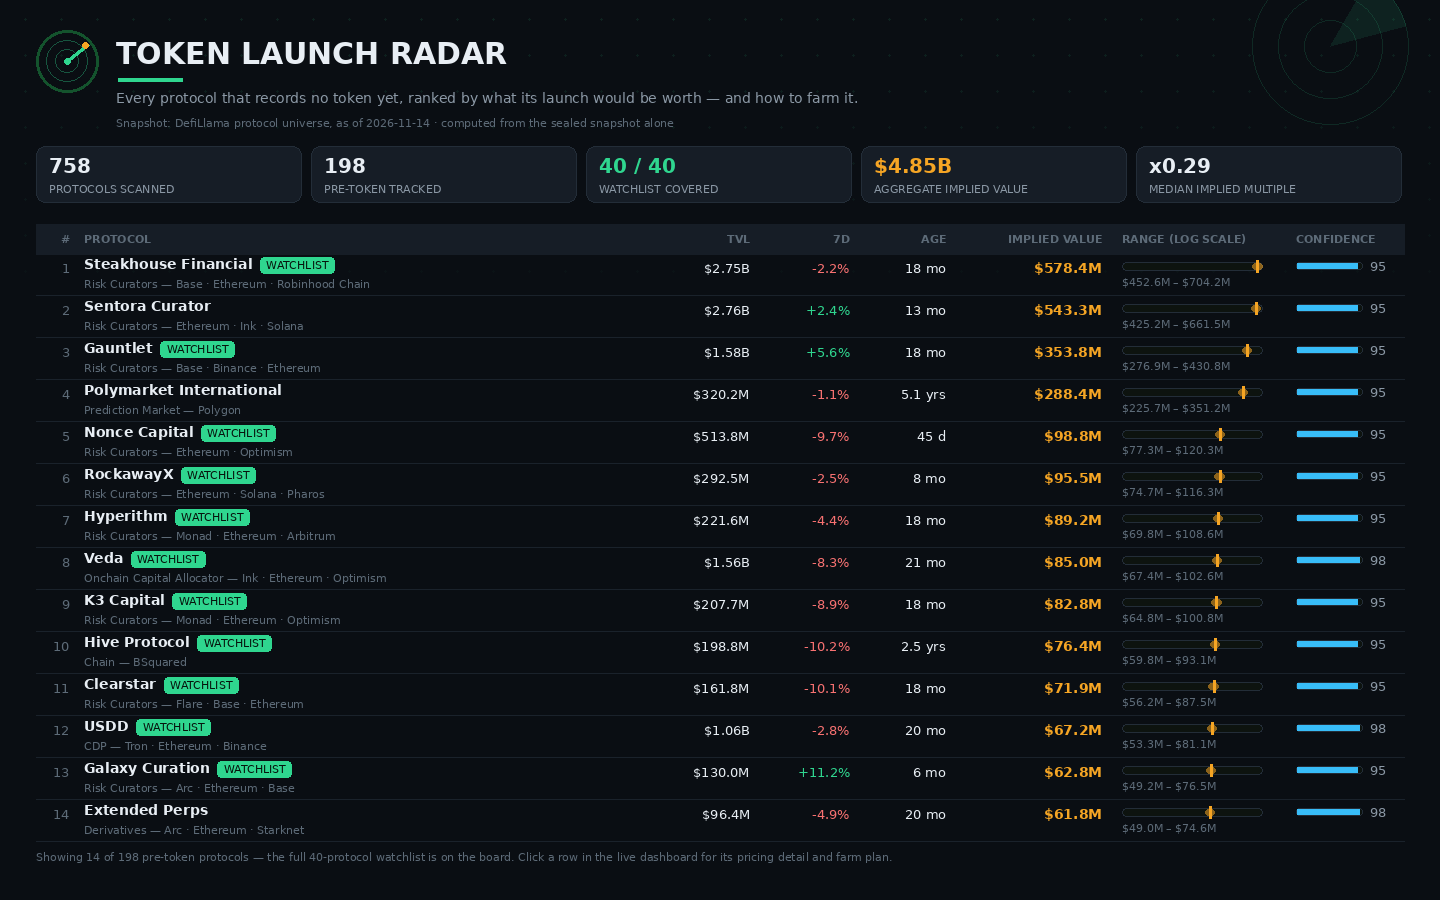 TOKEN LAUNCH RADAR
Every protocol that records no token yet, ranked by what its launch would be worth — and how to farm it.
Snapshot: DefiLlama protocol universe, as of 2026-11-14 · computed from the sealed snapshot alone
758
PROTOCOLS SCANNED
198
PRE-TOKEN TRACKED
40 / 40
WATCHLIST COVERED
$4.85B
AGGREGATE IMPLIED VALUE
x0.29
MEDIAN IMPLIED MULTIPLE
# PROTOCOL TVL 7D AGE IMPLIED VALUE RANGE (LOG SCALE) CONFIDENCE
1 Steakhouse Financial WATCHLIST $2.75B -2.2% 18 mo $578.4M 95
Risk Curators — Base · Ethereum · Robinhood Chain $452.6M – $704.2M
2 Sentora Curator $2.76B +2.4% 13 mo $543.3M 95
Risk Curators — Ethereum · Ink · Solana $425.2M – $661.5M
3 Gauntlet WATCHLIST $1.58B +5.6% 18 mo $353.8M 95
Risk Curators — Base · Binance · Ethereum $276.9M – $430.8M
4 Polymarket International $320.2M -1.1% 5.1 yrs $288.4M 95
Prediction Market — Polygon $225.7M – $351.2M
5 Nonce Capital WATCHLIST $513.8M -9.7% 45 d $98.8M 95
Risk Curators — Ethereum · Optimism $77.3M – $120.3M
6 RockawayX WATCHLIST $292.5M -2.5% 8 mo $95.5M 95
Risk Curators — Ethereum · Solana · Pharos $74.7M – $116.3M
7 Hyperithm WATCHLIST $221.6M -4.4% 18 mo $89.2M 95
Risk Curators — Monad · Ethereum · Arbitrum $69.8M – $108.6M
8 Veda WATCHLIST $1.56B -8.3% 21 mo $85.0M 98
Onchain Capital Allocator — Ink · Ethereum · Optimism $67.4M – $102.6M
9 K3 Capital WATCHLIST $207.7M -8.9% 18 mo $82.8M 95
Risk Curators — Monad · Ethereum · Optimism $64.8M – $100.8M
10 Hive Protocol WATCHLIST $198.8M -10.2% 2.5 yrs $76.4M 95
Chain — BSquared $59.8M – $93.1M
11 Clearstar WATCHLIST $161.8M -10.1% 18 mo $71.9M 95
Risk Curators — Flare · Base · Ethereum $56.2M – $87.5M
12 USDD WATCHLIST $1.06B -2.8% 20 mo $67.2M 98
CDP — Tron · Ethereum · Binance $53.3M – $81.1M
13 Galaxy Curation WATCHLIST $130.0M +11.2% 6 mo $62.8M 95
Risk Curators — Arc · Ethereum · Base $49.2M – $76.5M
14 Extended Perps $96.4M -4.9% 20 mo $61.8M 98
Derivatives — Arc · Ethereum · Starknet $49.0M – $74.6M
Showing 14 of 198 pre-token protocols — the full 40-protocol watchlist is on the board. Click a row in the live dashboard for its pricing detail and farm plan.